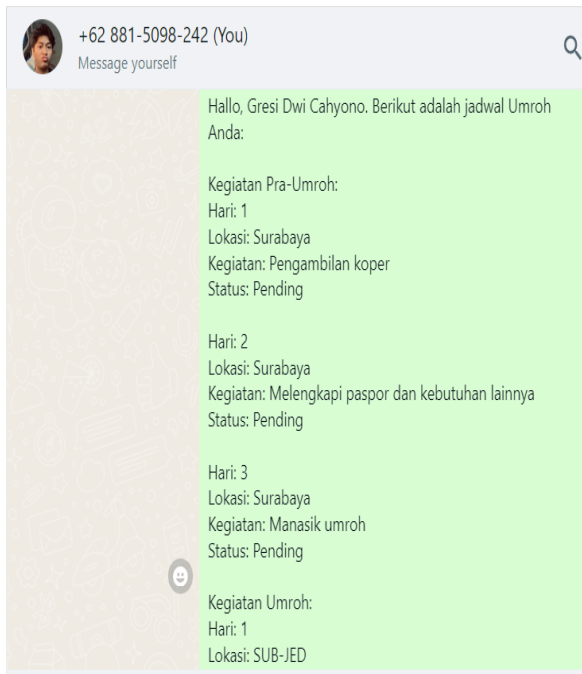 +62 881-5098-242 (You)
Message yourself
Hallo, Gresi Dwi Cahyono. Berikut adalah jadwal Umroh
Anda:
Kegiatan Pra-Umroh:
Hari: 1
Lokasi: Surabaya
Kegiatan: Pengambilan koper
Status: Pending
Hari: 2
Lokasi: Surabaya
Kegiatan: Melengkapi paspor dan kebutuhan lainnya
Status: Pending
Hari: 3
Lokasi: Surabaya
Kegiatan: Manasik umroh
Status: Pending
Kegiatan Umroh:
Hari: 1
Lokasi: SUB-JED